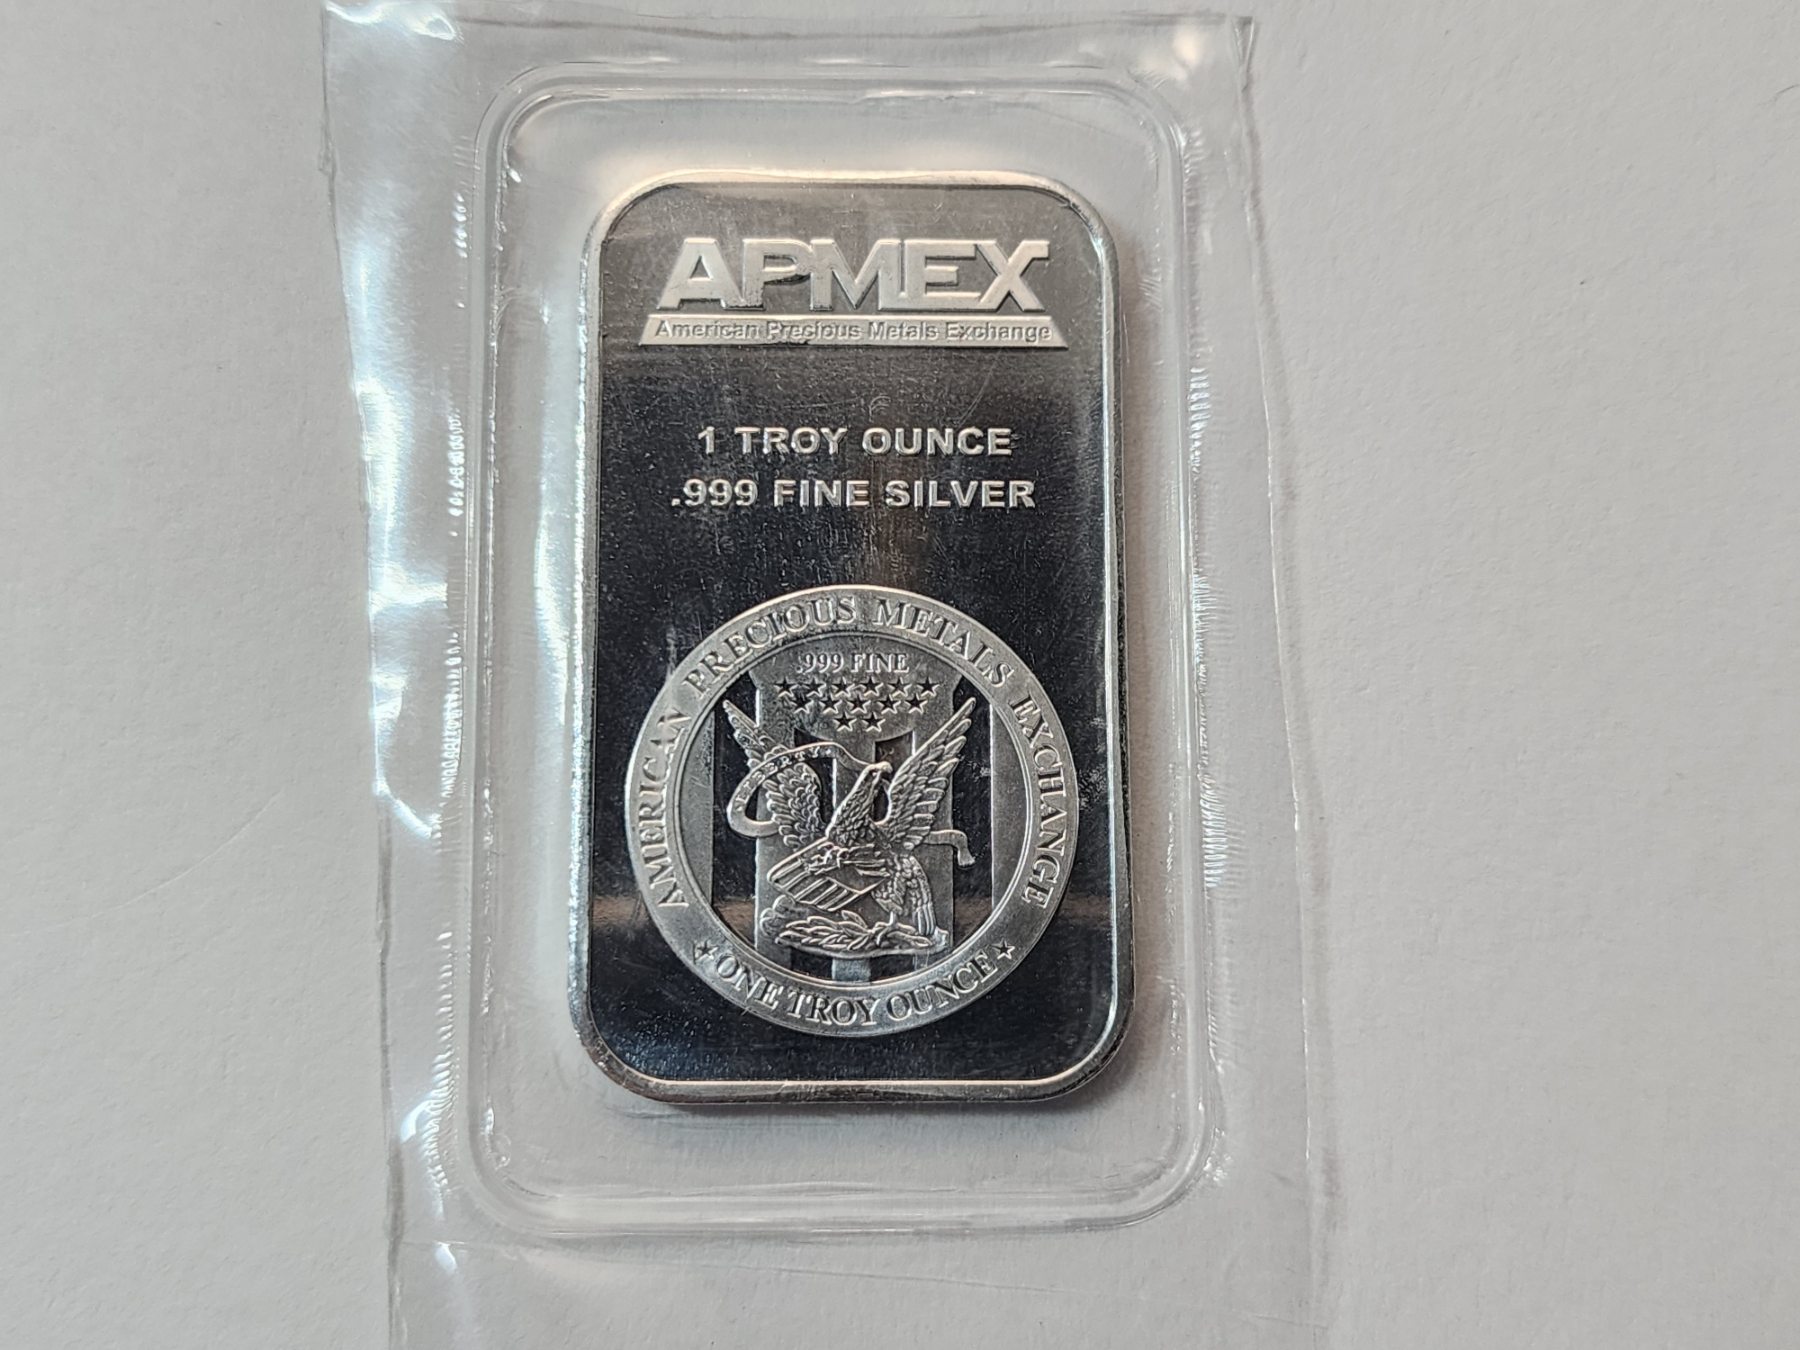 APMEX
American Precious Metals Exchange
1 TROY OUNCE
.999 FINE SILVER
AMERICAN PRECIOUS METALS EXCHANGE
.999 FINE
LIBERTY
ONE TROY OUNCE